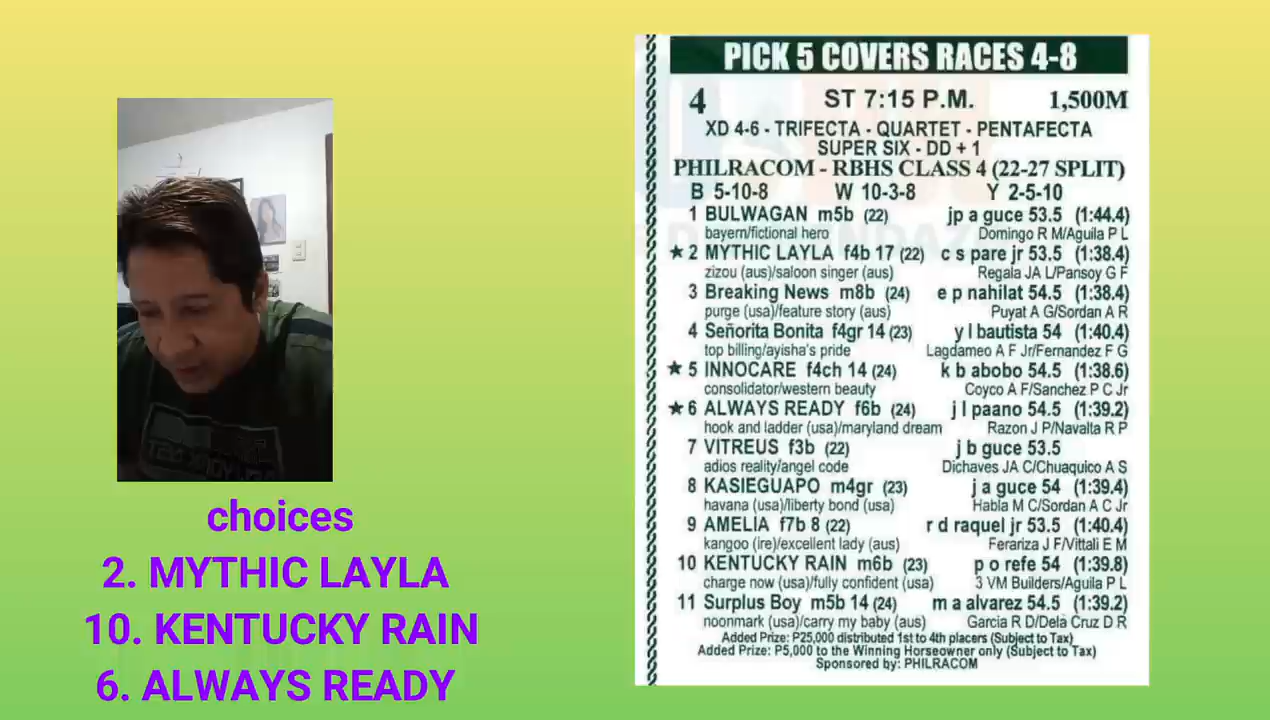 choices
2. MYTHIC LAYLA
10. KENTUCKY RAIN
6. ALWAYS READY
PICK 5 COVERS RACES 4-8
4 ST 7:15 P.M. 1,500M
XD 4-6 - TRIFECTA - QUARTET - PENTAFECTA
SUPER SIX - DD + 1
PHILRACOM - RBHS CLASS 4 (22-27 SPLIT)
B 5-10-8 W 10-3-8 Y 2-5-10
1 BULWAGAN m5b (22) jp a guce 53.5 (1:44.4)
bayern/fictional hero Domingo R M/Aguila P L
★ 2 MYTHIC LAYLA f4b 17 (22) c s pare jr 53.5 (1:38.4)
zizou (aus)/saloon singer (aus) Regala JA L/Pansoy G F
3 Breaking News m8b (24) e p nahilat 54.5 (1:38.4)
purge (usa)/feature story (aus) Puyat A G/Sordan A R
4 Señorita Bonita f4gr 14 (23) y l bautista 54 (1:40.4)
top billing/ayisha's pride Lagdameo A F Jr/Fernandez F G
★ 5 INNOCARE f4ch 14 (24) k b abobo 54.5 (1:38.6)
consolidator/western beauty Coyco A F/Sanchez P C Jr
★ 6 ALWAYS READY f6b (24) j l paano 54.5 (1:39.2)
hook and ladder (usa)/maryland dream Razon J P/Navalta R P
7 VITREUS f3b (22) j b guce 53.5
adios reality/angel code Dichaves JA C/Chuaquico A S
8 KASIEGUAPO m4gr (23) j a guce 54 (1:39.4)
havana (usa)/liberty bond (usa) Habla M C/Sordan A C Jr
9 AMELIA f7b 8 (22) r d raquel jr 53.5 (1:40.4)
kangoo (ire)/excellent lady (aus) Ferariza J F/Vittali E M
10 KENTUCKY RAIN m6b (23) p o refe 54 (1:39.8)
charge now (usa)/fully confident (usa) 3 VM Builders/Aguila P L
11 Surplus Boy m5b 14 (24) m a alvarez 54.5 (1:39.2)
noonmark (usa)/carry my baby (aus) Garcia R D/Dela Cruz D R
Added Prize: P25,000 distributed 1st to 4th placers (Subject to Tax)
Added Prize: P5,000 to the Winning Horseowner only (Subject to Tax)
Sponsored by: PHILRACOM